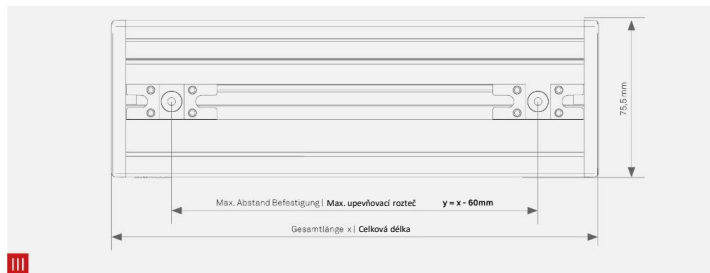 75,5 mm
Max. Abstand Befestigung | Max. upevňovací rozteč y = x - 60mm
Gesamtlänge x | Celková délka